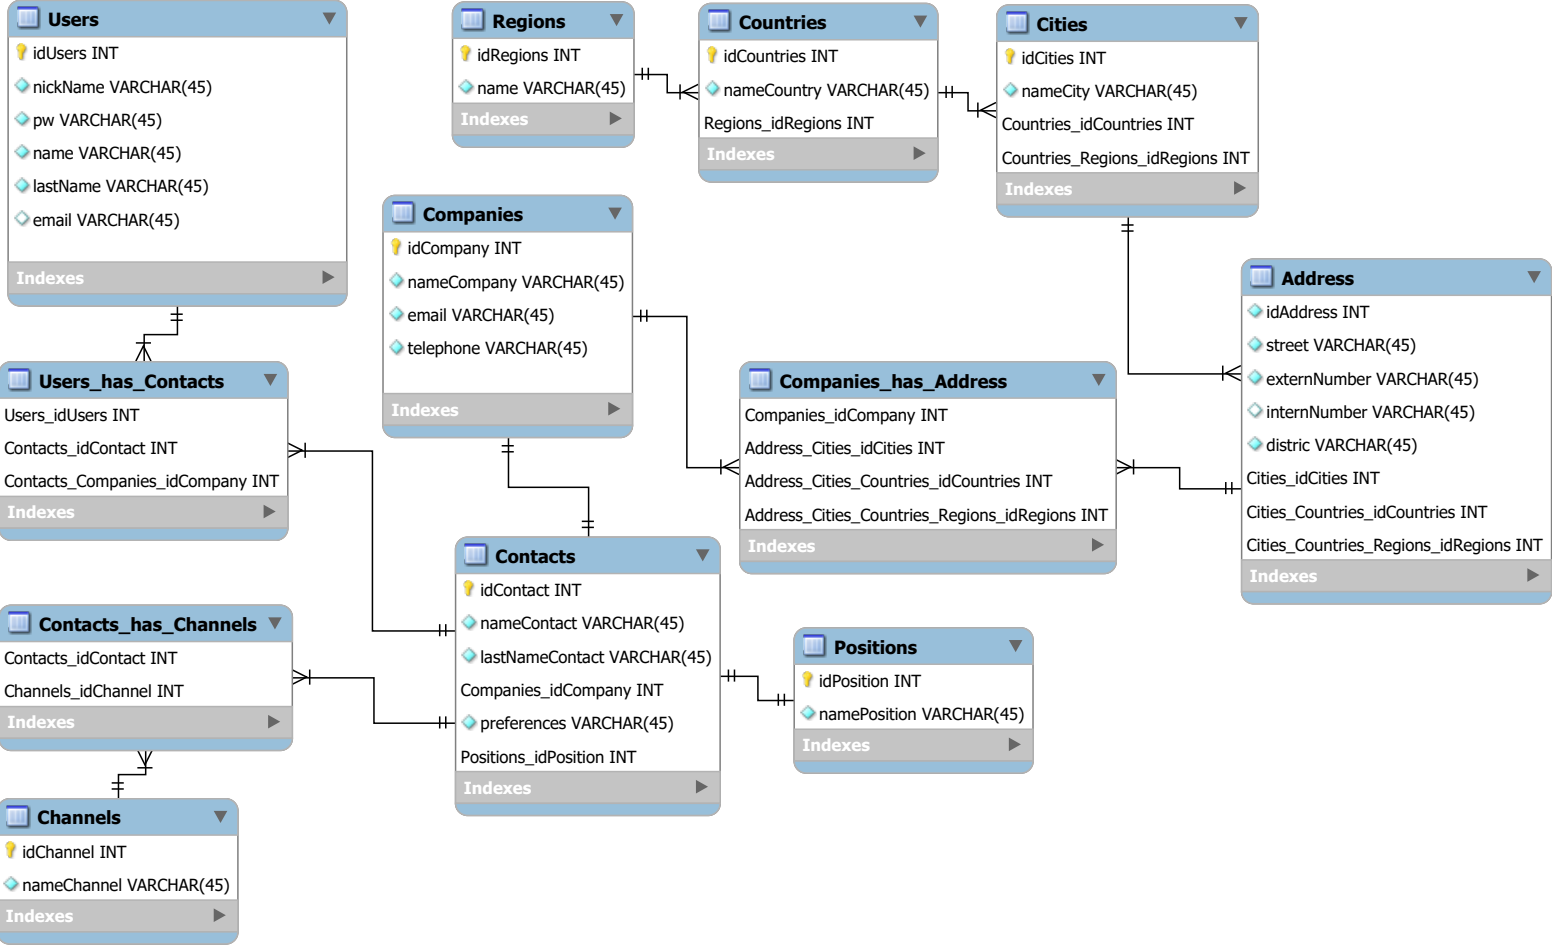 Users
idUsers INT
nickName VARCHAR(45)
pw VARCHAR(45)
name VARCHAR(45)
lastName VARCHAR(45)
email VARCHAR(45)
Indexes
Regions
idRegions INT
name VARCHAR(45)
Indexes
Countries
idCountries INT
nameCountry VARCHAR(45)
Regions_idRegions INT
Indexes
Cities
idCities INT
nameCity VARCHAR(45)
Countries_idCountries INT
Countries_Regions_idRegions INT
Indexes
Companies
idCompany INT
nameCompany VARCHAR(45)
email VARCHAR(45)
telephone VARCHAR(45)
Indexes
Address
idAddress INT
street VARCHAR(45)
externNumber VARCHAR(45)
internNumber VARCHAR(45)
distric VARCHAR(45)
Cities_idCities INT
Cities_Countries_idCountries INT
Cities_Countries_Regions_idRegions INT
Indexes
Users_has_Contacts
Users_idUsers INT
Contacts_idContact INT
Contacts_Companies_idCompany INT
Indexes
Companies_has_Address
Companies_idCompany INT
Address_Cities_idCities INT
Address_Cities_Countries_idCountries INT
Address_Cities_Countries_Regions_idRegions INT
Indexes
Contacts
idContact INT
nameContact VARCHAR(45)
lastNameContact VARCHAR(45)
Companies_idCompany INT
preferences VARCHAR(45)
Positions_idPosition INT
Indexes
Contacts_has_Channels
Contacts_idContact INT
Channels_idChannel INT
Indexes
Positions
idPosition INT
namePosition VARCHAR(45)
Indexes
Channels
idChannel INT
nameChannel VARCHAR(45)
Indexes